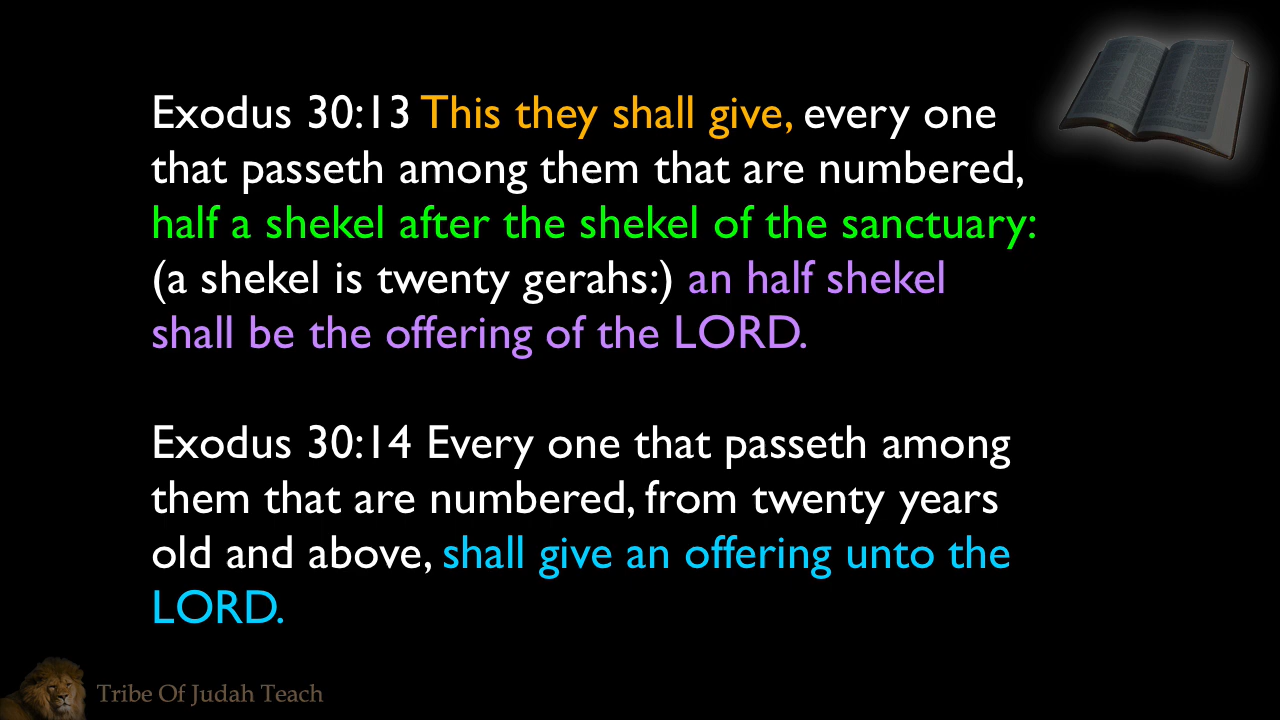 Exodus 30:13 This they shall give, every one
that passeth among them that are numbered,
half a shekel after the shekel of the sanctuary:
(a shekel is twenty gerahs:) an half shekel
shall be the offering of the LORD.
Exodus 30:14 Every one that passeth among
them that are numbered, from twenty years
old and above, shall give an offering unto the
LORD.
Tribe Of Judah Teach